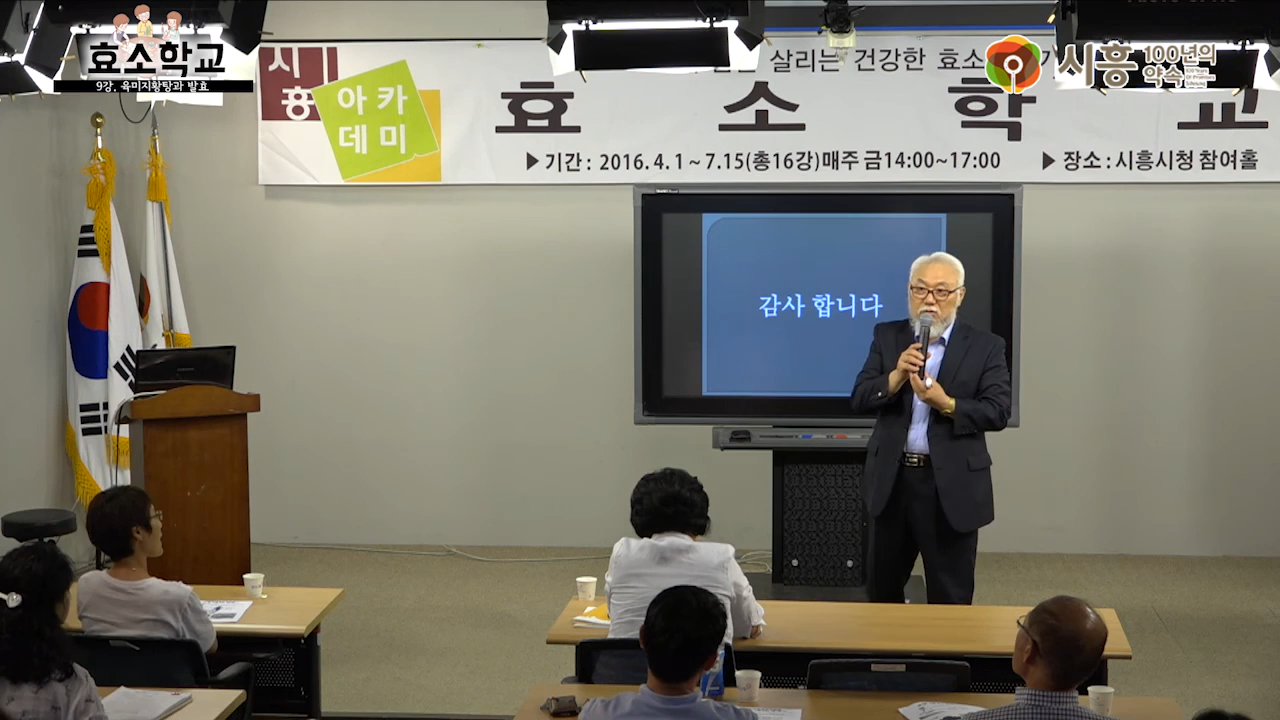 효소학교
9강. 육미지황탕과 발효
시흥
아카
데미
살리는 건강한 효소
시흥 100년의
약속
효소학교
▶기간 : 2016. 4. 1 ~ 7.15(총16강)매주 금14:00~17:00 ▶장소 : 시흥시청 참여홀
감사 합니다